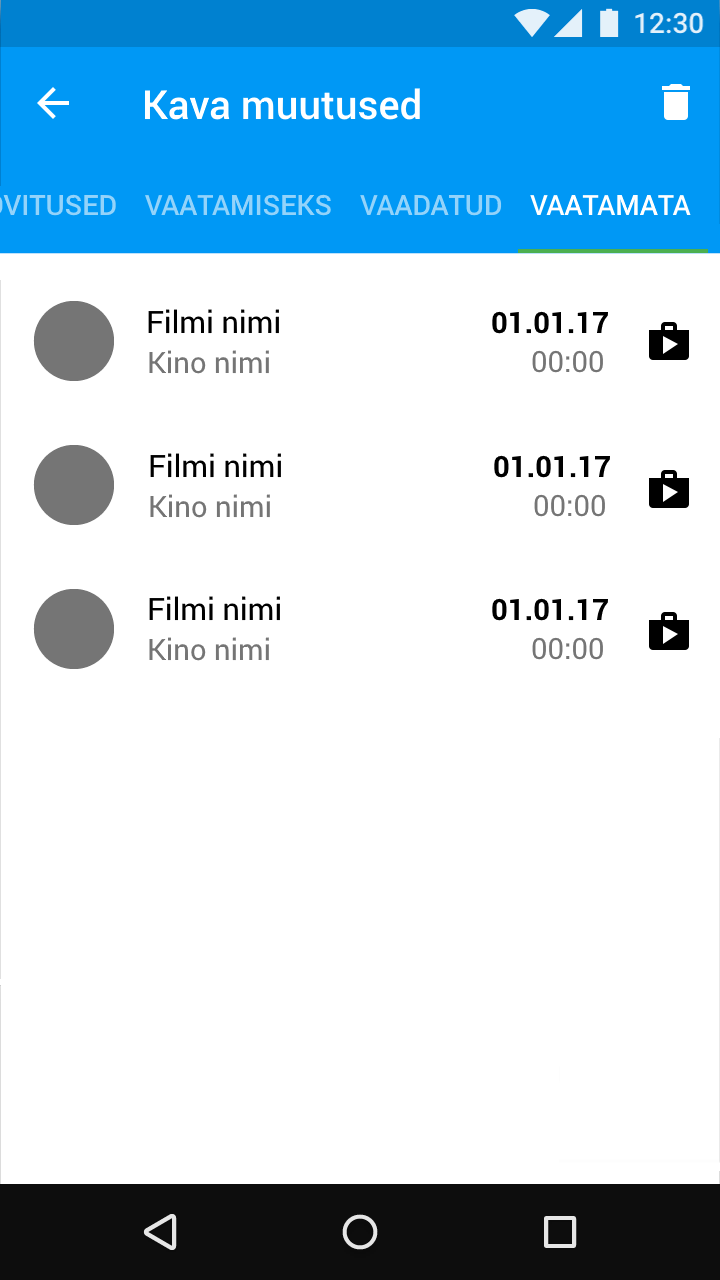 12:30
Kava muutused
VITUSED VAATAMISEKS VAADATUD VAATAMATA
Filmi nimi 01.01.17
Kino nimi 00:00
Filmi nimi 01.01.17
Kino nimi 00:00
Filmi nimi 01.01.17
Kino nimi 00:00